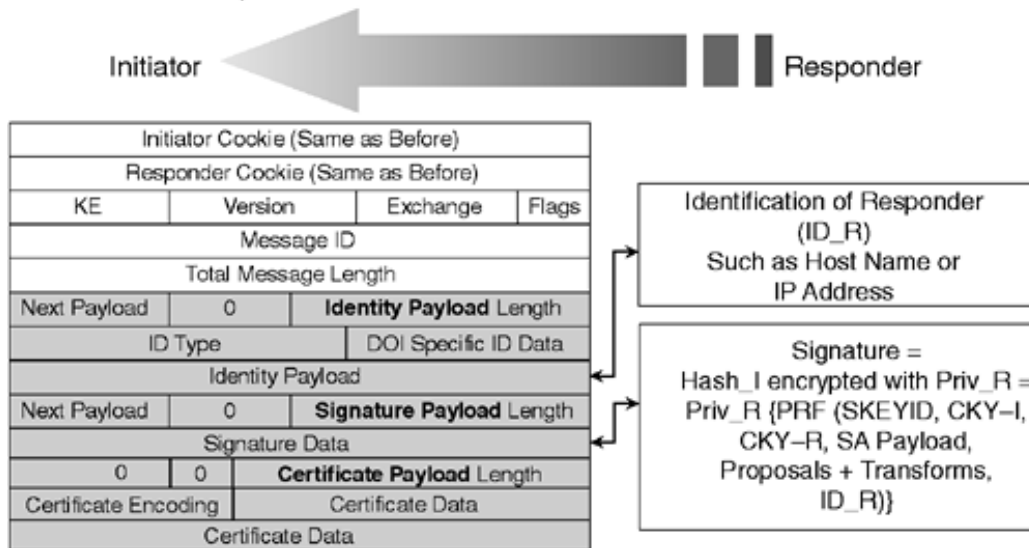 Initiator
Responder
Initiator Cookie (Same as Before)
Responder Cookie (Same as Before)
KE Version Exchange Flags
Message ID
Total Message Length
Next Payload 0 Identity Payload Length
ID Type DOI Specific ID Data
Identity Payload
Next Payload 0 Signature Payload Length
Signature Data
0 0 Certificate Payload Length
Certificate Encoding Certificate Data
Certificate Data
Identification of Responder
(ID_R)
Such as Host Name or
IP Address
Signature =
Hash_I encrypted with Priv_R =
Priv_R {PRF (SKEYID, CKY–I,
CKY–R, SA Payload,
Proposals + Transforms,
ID_R)}